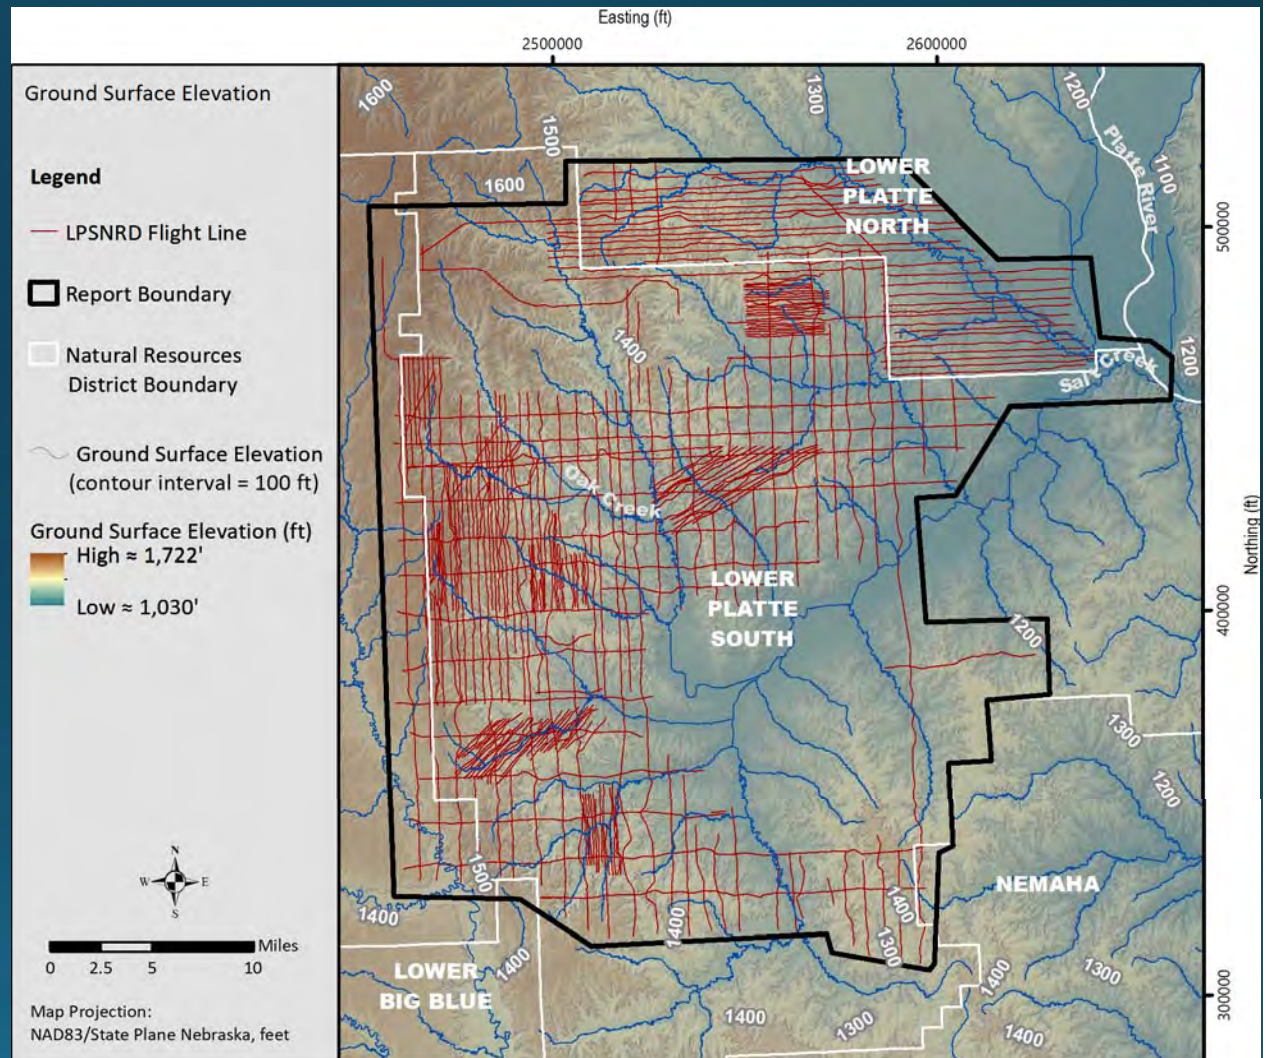 Easting (ft)
2500000
2600000
Ground Surface Elevation
Legend
LPSNRD Flight Line
Report Boundary
Natural Resources
District Boundary
Ground Surface Elevation
(contour interval = 100 ft)
Ground Surface Elevation (ft)
High ≈ 1,722'
Low ≈ 1,030'
N
W
E
S
Miles
0
2.5
5
10
Map Projection:
NAD83/State Plane Nebraska, feet
1600
1500
1300
1200
Platte River
1100
1600
LOWER
PLATTE
NORTH
500000
1400
1200
Salt Creek
Oak Creek
Northing (ft)
LOWER
PLATTE
SOUTH
400000
1200
1300
1200
1500
NEMAHA
1400
1400
1400
1300
1400
1400
1300
LOWER
BIG BLUE
300000
1400
1300
1400